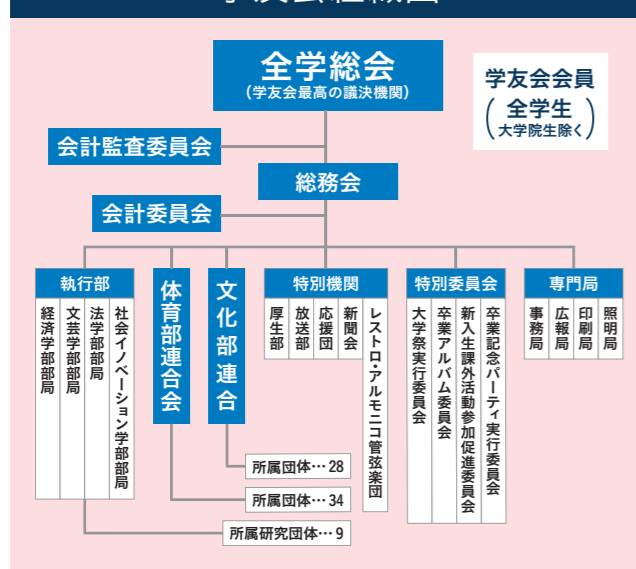 全学総会
(学友会最高の議決機関)
学友会会員
(全学生
大学院生除く)
会計監査委員会
総務会
会計委員会
執行部
経済学部部局
文芸学部部局
法学部部局
社会イノベーション学部部局
体育部連合会
文化部連合
特別機関
厚生部
放送部
応援団
新聞会
レストロ・アルモニコ管弦楽団
特別委員会
大学祭実行委員会
卒業アルバム委員会
新入生課外活動参加促進委員会
卒業記念パーティ実行委員会
専門局
事務局
広報局
印刷局
照明局
所属団体…28
所属団体…34
所属研究団体…9